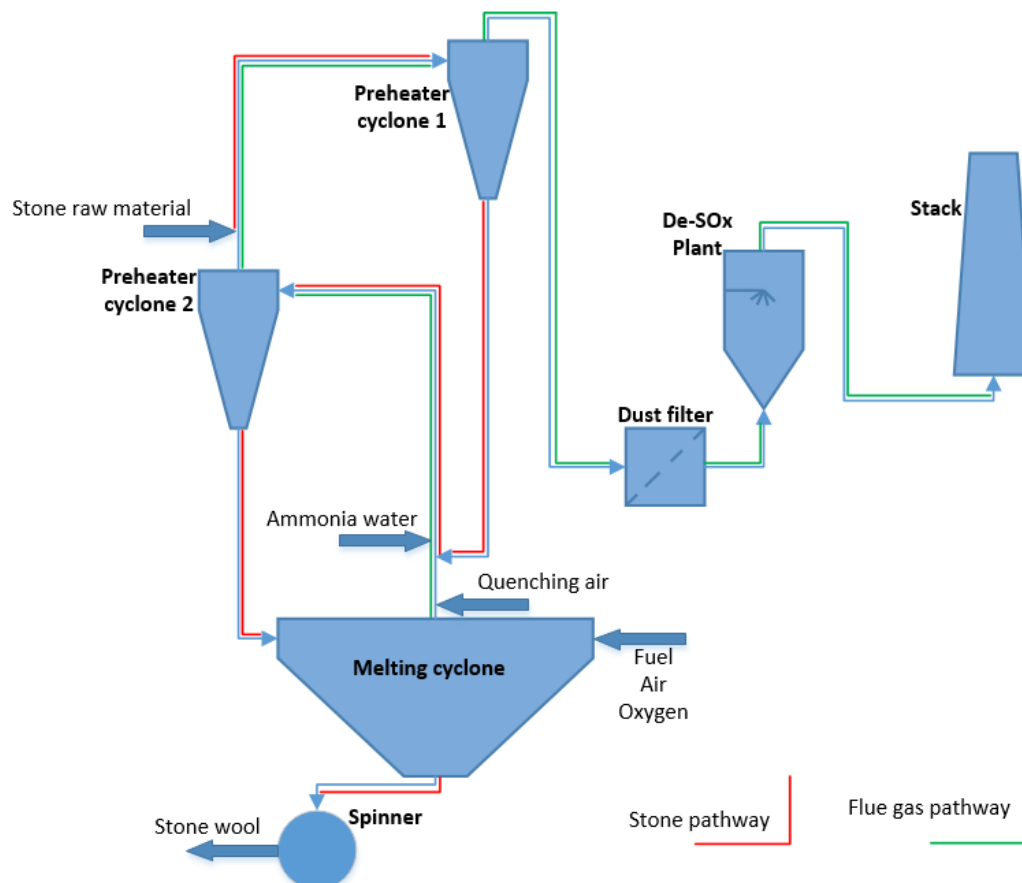 Preheater
cyclone 1
Stone raw material
De-SOx
Plant
Stack
Preheater
cyclone 2
Dust filter
Ammonia water
Quenching air
Melting cyclone
Fuel
Air
Oxygen
Spinner
Stone wool
Stone pathway
Flue gas pathway